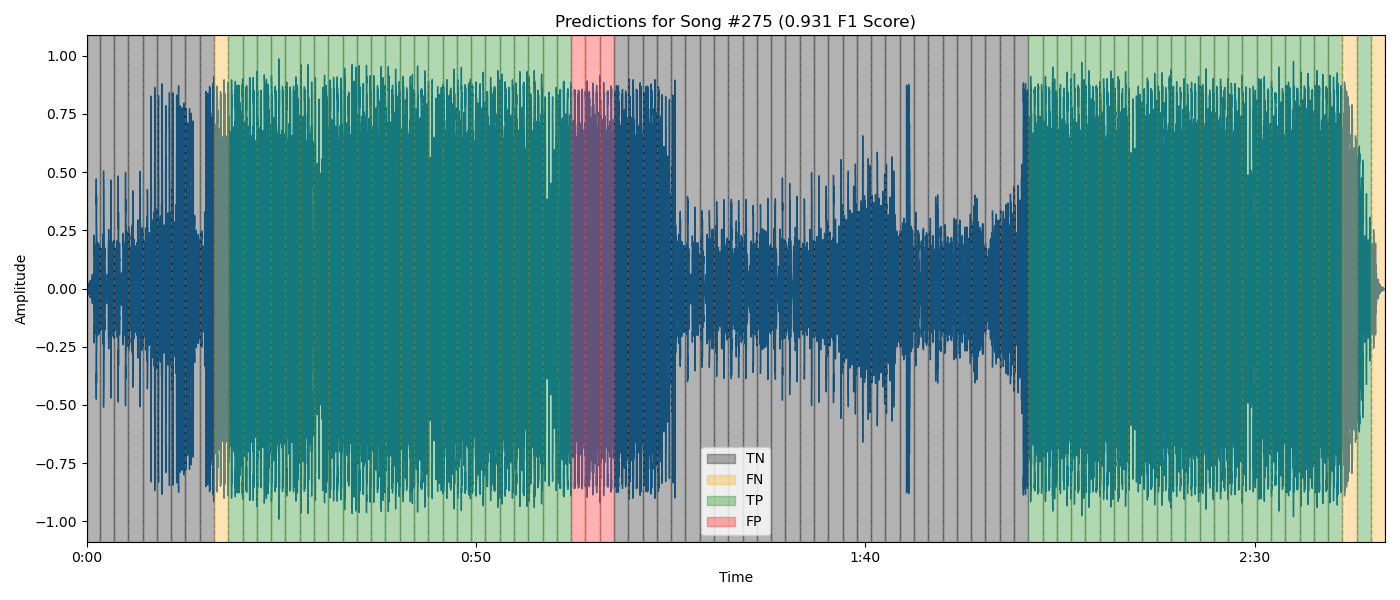 Predictions for Song #275 (0.931 F1 Score)
1.00
0.75
0.50
0.25
0.00
−0.25
−0.50
−0.75
−1.00
Amplitude
TN
FN
TP
FP
0:00
0:50
1:40
2:30
Time